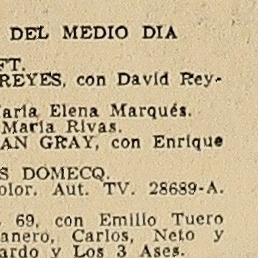 DEL MEDIO DIA
FT.
REYES, con David Rey-
María Elena Marqués.
María Rivas.
AN GRAY, con Enrique
S DOMECQ.
olor. Aut. TV. 28689-A.
69, con Emilio Tuero
anero, Carlos, Neto y
ardo y Los 3 Ases.